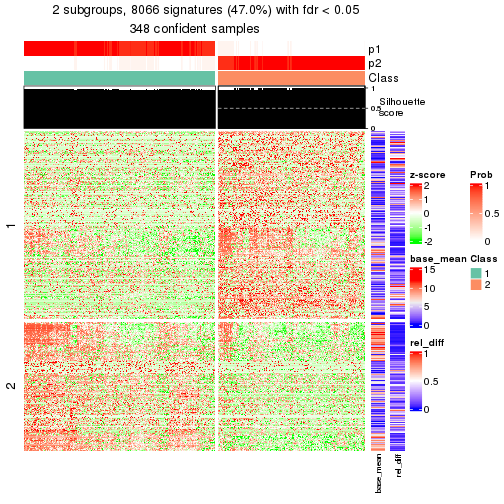 2 subgroups, 8066 signatures (47.0%) with fdr < 0.05
348 confident samples
p1
p2
Class
1
0.5
0
Silhouette
score
1
2
z-score
2
1
0
-1
-2
Prob
1
0.5
0
base_mean
15
10
5
0
Class
1
2
rel_diff
1
0.5
0
base_mean
rel_diff